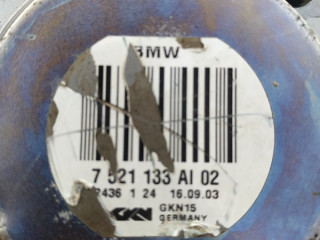 BMW
7 521 133 AI 02
2436 1 24 16.09.03
GKN GKN15
GERMANY